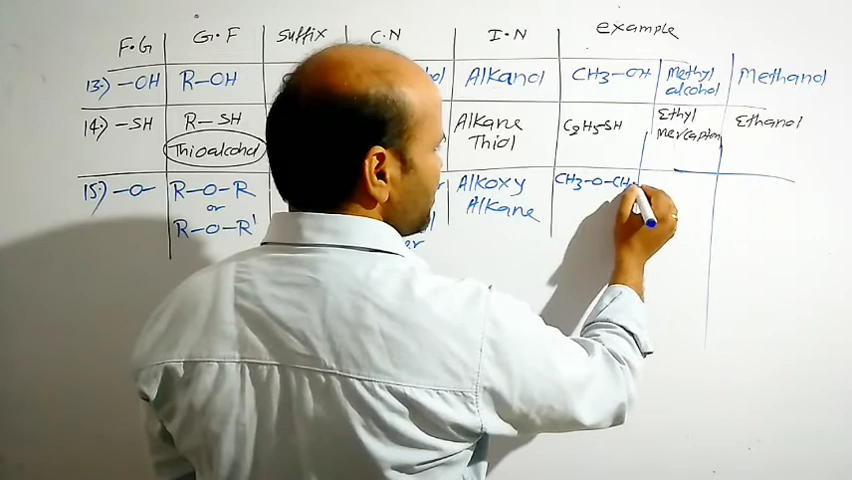 F.G G.F suffix C.N I.N example
13.) -OH R-OH Alkanol CH3-OH Methyl alcohol Methanol
14.) -SH R-SH Thioalcohol Alkane Thiol C2H5-SH Ethyl Mercaptan Ethanol
15.) -O- R-O-R or R-O-R' Alkoxy Alkane CH3-O-CH